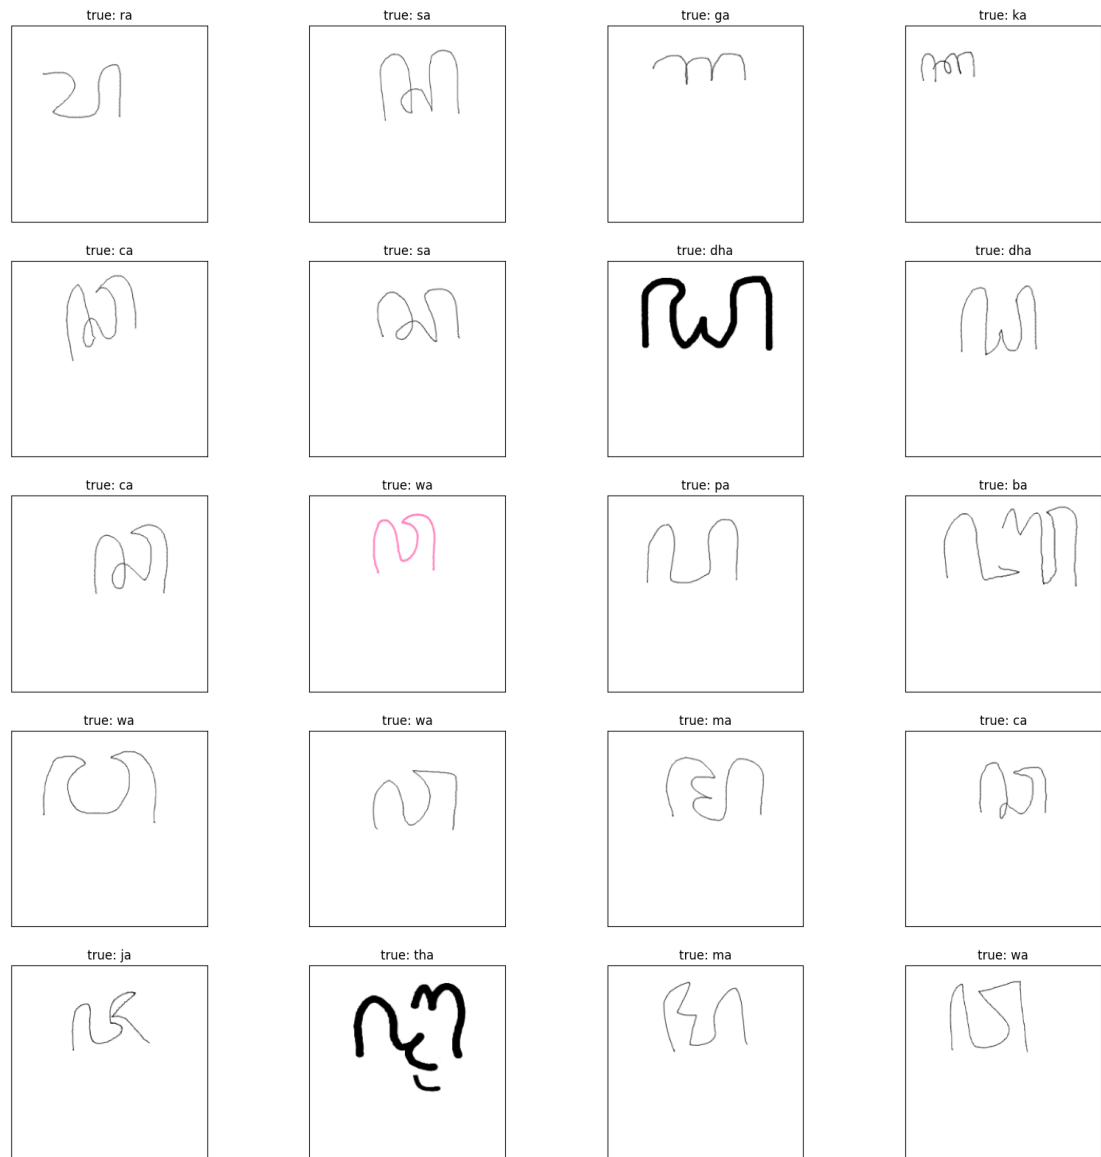 true: ra true: sa true: ga true: ka
ꦫ ꦱ ꦒ ꦏ
true: ca true: sa true: dha true: dha
ꦕ ꦱ ꦝ ꦝ
true: ca true: wa true: pa true: ba
ꦕ ꦮ ꦥ ꦧ
true: wa true: wa true: ma true: ca
ꦮ ꦮ ꦩ ꦕ
true: ja true: tha true: ma true: wa
ꦗ ꦛ ꦩ ꦮ